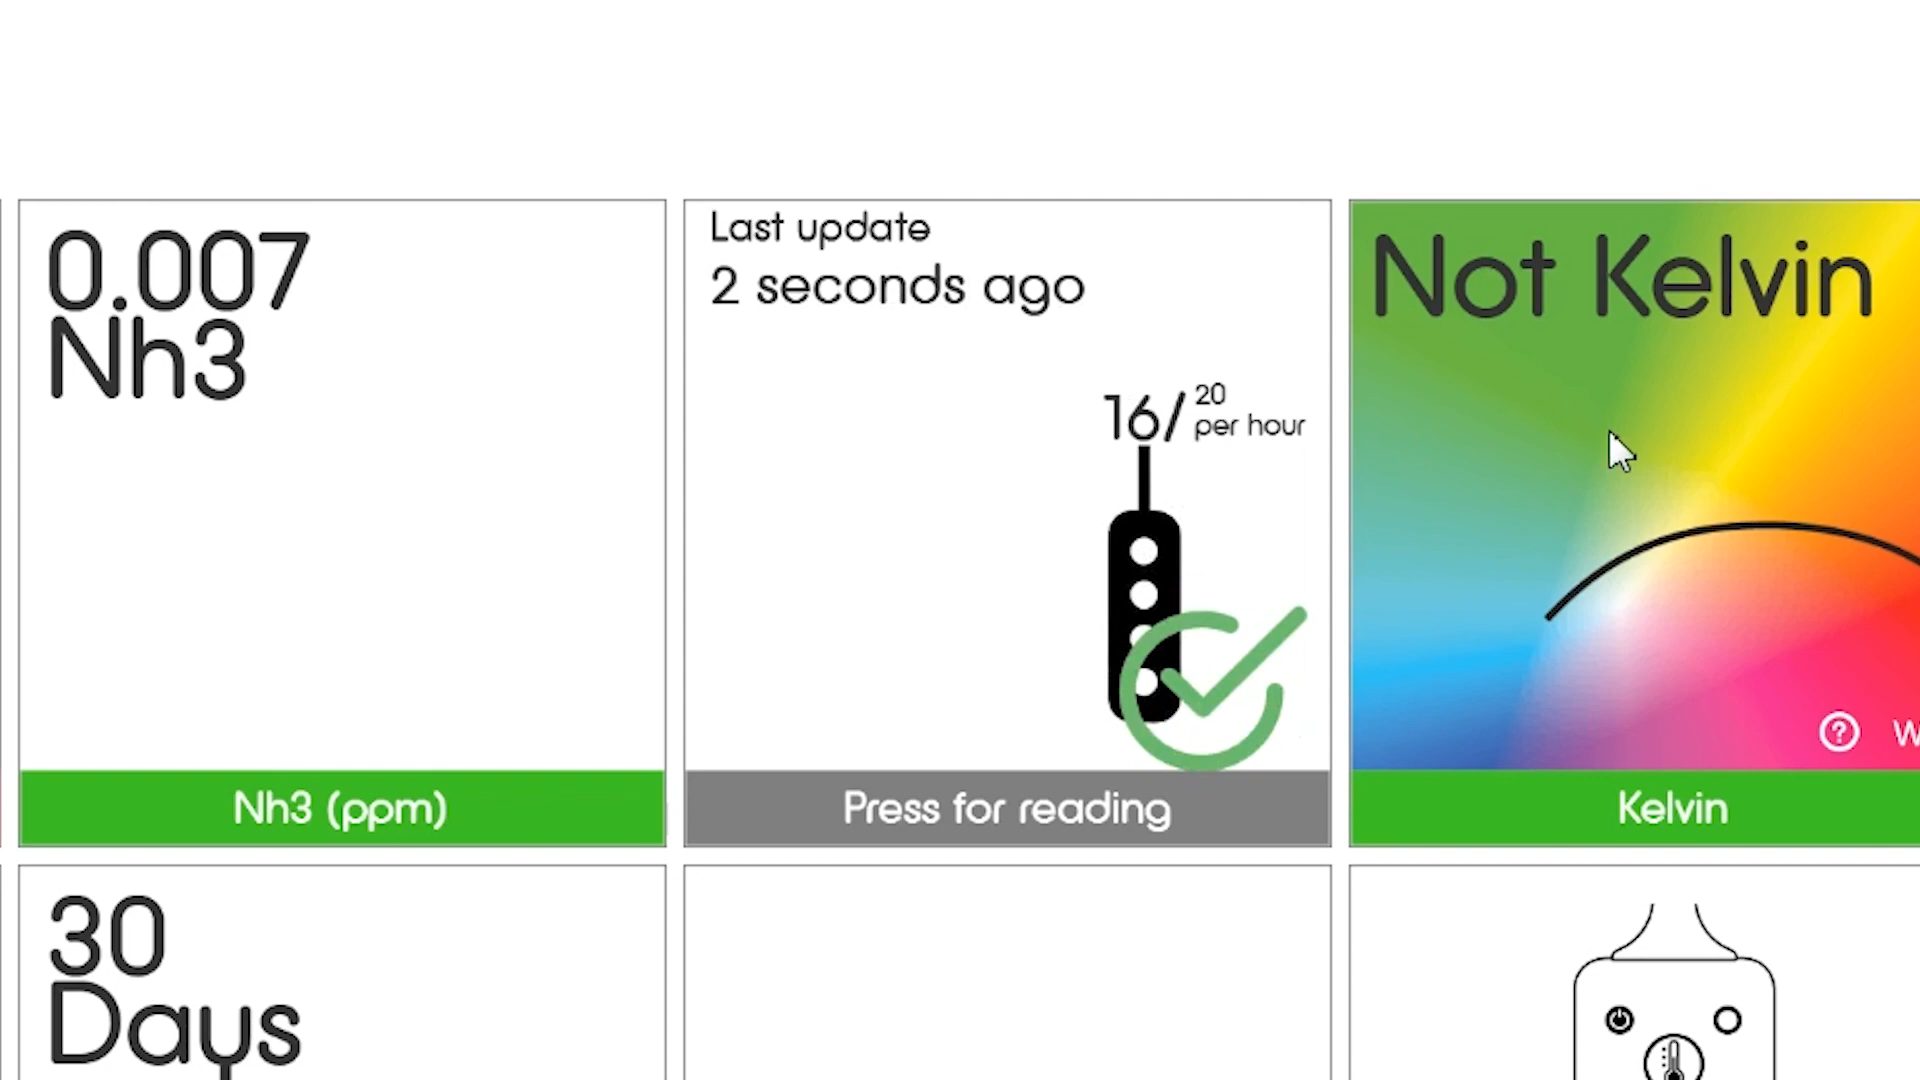 0.007
Nh3
Nh3 (ppm)
Last update
2 seconds ago
16/ 20
per hour
Press for reading
Not Kelvin
?
Kelvin
30
Days